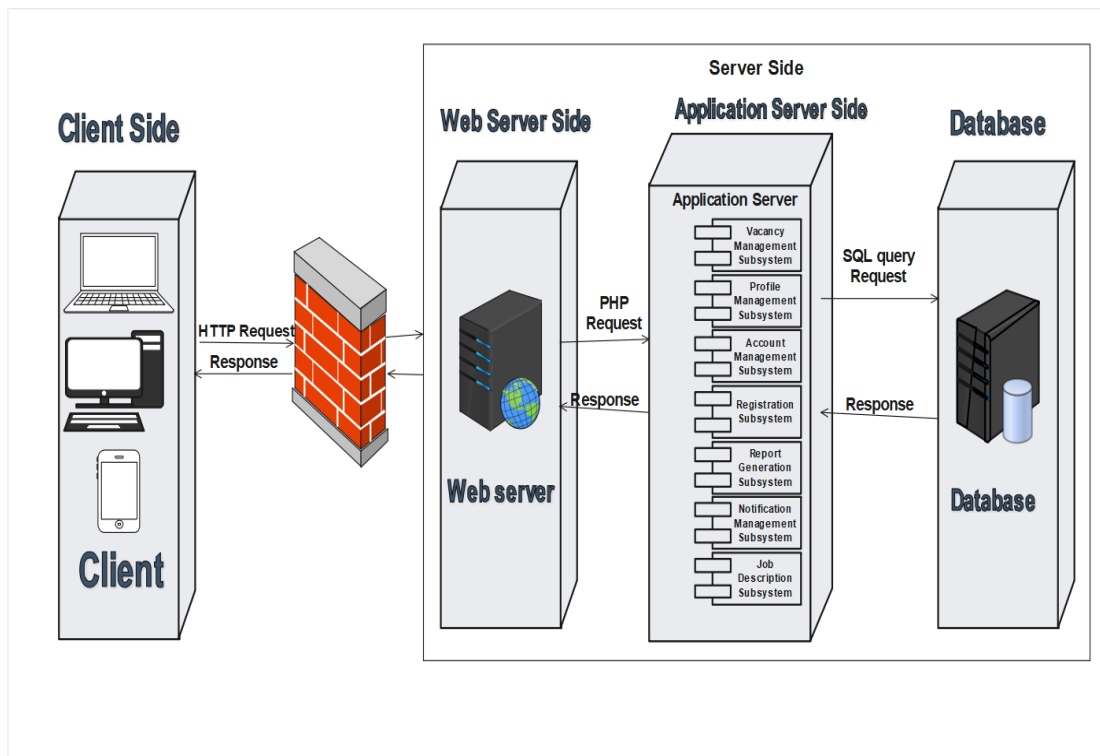 Server Side
Client Side
Web Server Side
Application Server Side
Database
Application Server
Vacancy
Management
Subsystem
Profile
Management
Subsystem
Account
Management
Subsystem
Registration
Subsystem
Report
Generation
Subsystem
Notification
Management
Subsystem
Job
Description
Subsystem
HTTP Request
Response
PHP
Request
Response
SQL query
Request
Response
Client
Web server
Database